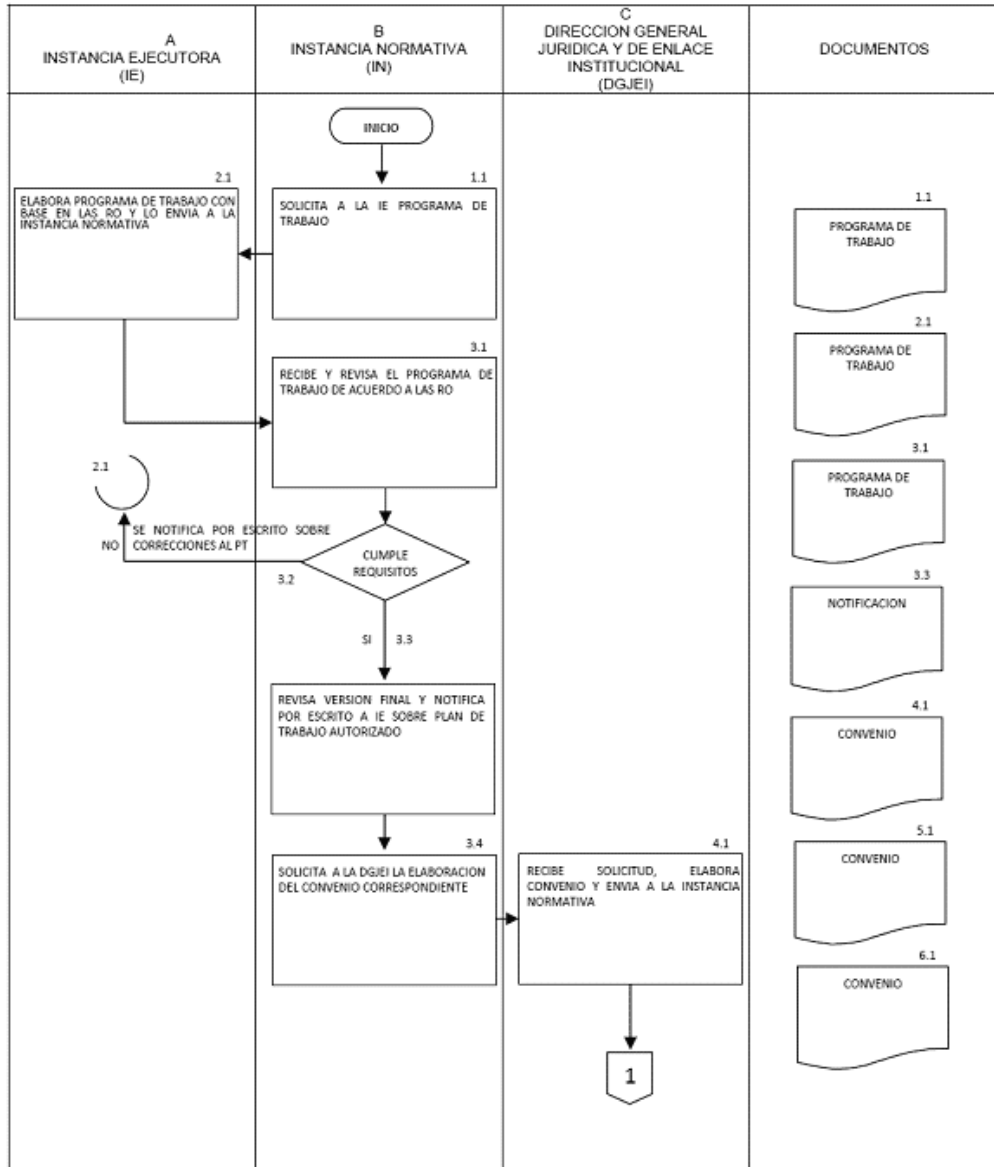 A
INSTANCIA EJECUTORA
(IE)
B
INSTANCIA NORMATIVA
(IN)
C
DIRECCION GENERAL
JURIDICA Y DE ENLACE
INSTITUCIONAL
(DGJEI)
DOCUMENTOS
INICIO
2.1
ELABORA PROGRAMA DE TRABAJO CON
BASE EN LAS RO Y LO ENVIA A LA
INSTANCIA NORMATIVA
1.1
SOLICITA A LA IE PROGRAMA DE
TRABAJO
3.1
RECIBE Y REVISA EL PROGRAMA DE
TRABAJO DE ACUERDO A LAS RO
2.1
SE NOTIFICA POR ESCRITO SOBRE
NO CORRECCIONES AL PT
3.2
CUMPLE
REQUISITOS
SI 3.3
REVISA VERSION FINAL Y NOTIFICA
POR ESCRITO A IE SOBRE PLAN DE
TRABAJO AUTORIZADO
3.4
SOLICITA A LA DGJEI LA ELABORACION
DEL CONVENIO CORRESPONDIENTE
4.1
RECIBE SOLICITUD, ELABORA
CONVENIO Y ENVIA A LA INSTANCIA
NORMATIVA
1
1.1
PROGRAMA DE
TRABAJO
2.1
PROGRAMA DE
TRABAJO
3.1
PROGRAMA DE
TRABAJO
3.3
NOTIFICACION
4.1
CONVENIO
5.1
CONVENIO
6.1
CONVENIO